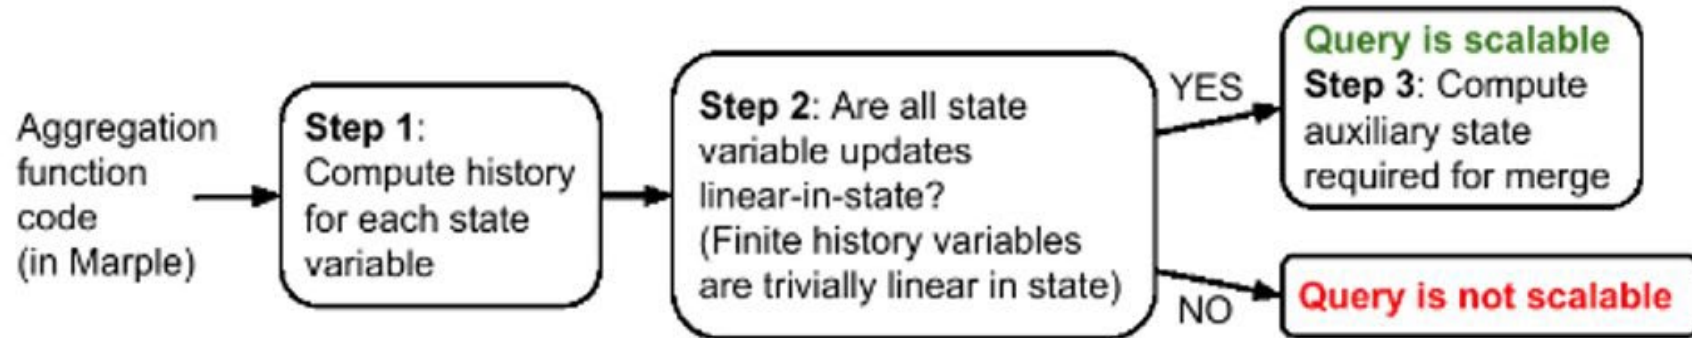 Aggregation
function
code
(in Marple)
Step 1:
Compute history
for each state
variable
Step 2: Are all state
variable updates
linear-in-state?
(Finite history variables
are trivially linear in state)
YES
NO
Query is scalable
Step 3: Compute
auxiliary state
required for merge
Query is not scalable